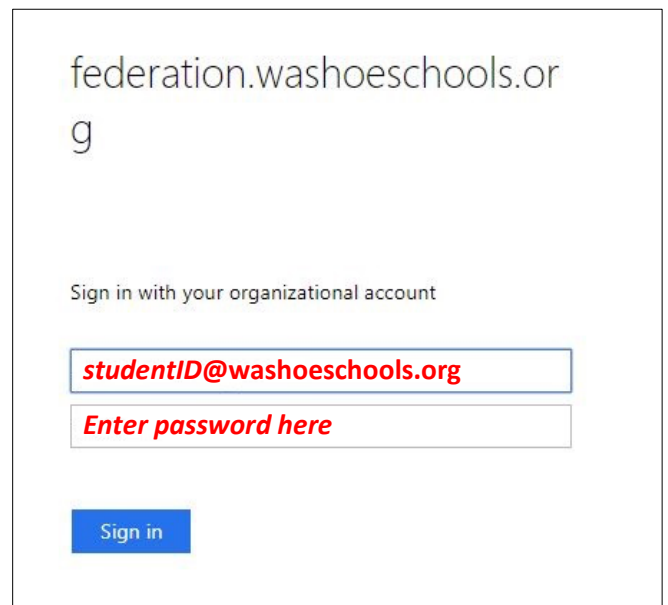 federation.washoeschools.or
g
Sign in with your organizational account
studentID@washoeschools.org
Enter password here
Sign in